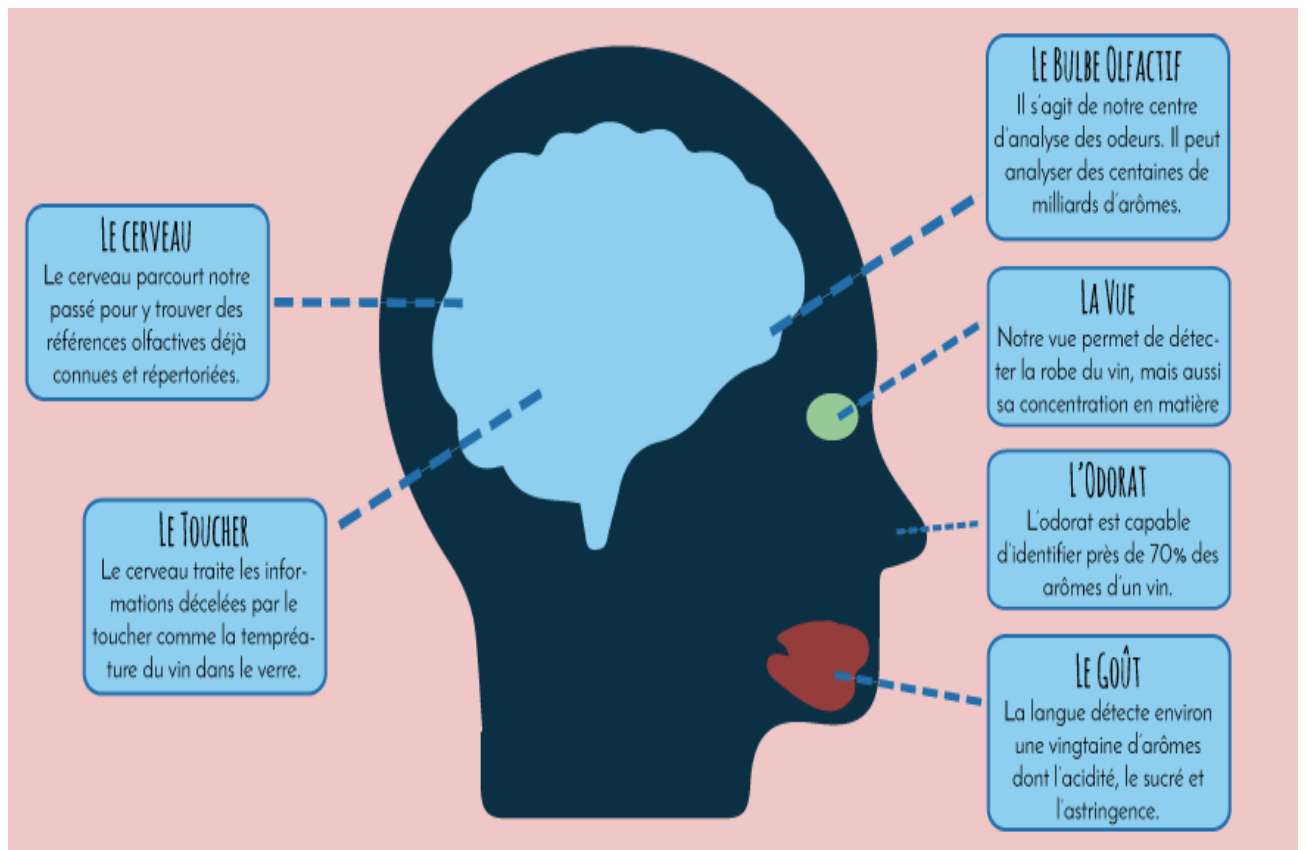 LE CERVEAU
Le cerveau parcourt notre
passé pour y trouver des
références olfactives déjà
connues et répertoriées.
LE TOUCHER
Le cerveau traite les infor-
mations décelées par le
toucher comme la tempréa-
ture du vin dans le verre.
LE BULBE OLFACTIF
Il s'agit de notre centre
d'analyse des odeurs. Il peut
analyser des centaines de
milliards d'arômes.
LA VUE
Notre vue permet de détec-
ter la robe du vin, mais aussi
sa concentration en matière
L'ODORAT
L'odorat est capable
d'identifier près de 70% des
arômes d'un vin.
LE GOÛT
La langue détecte environ
une vingtaine d'arômes
dont l'acidité, le sucré et
l'astringence.